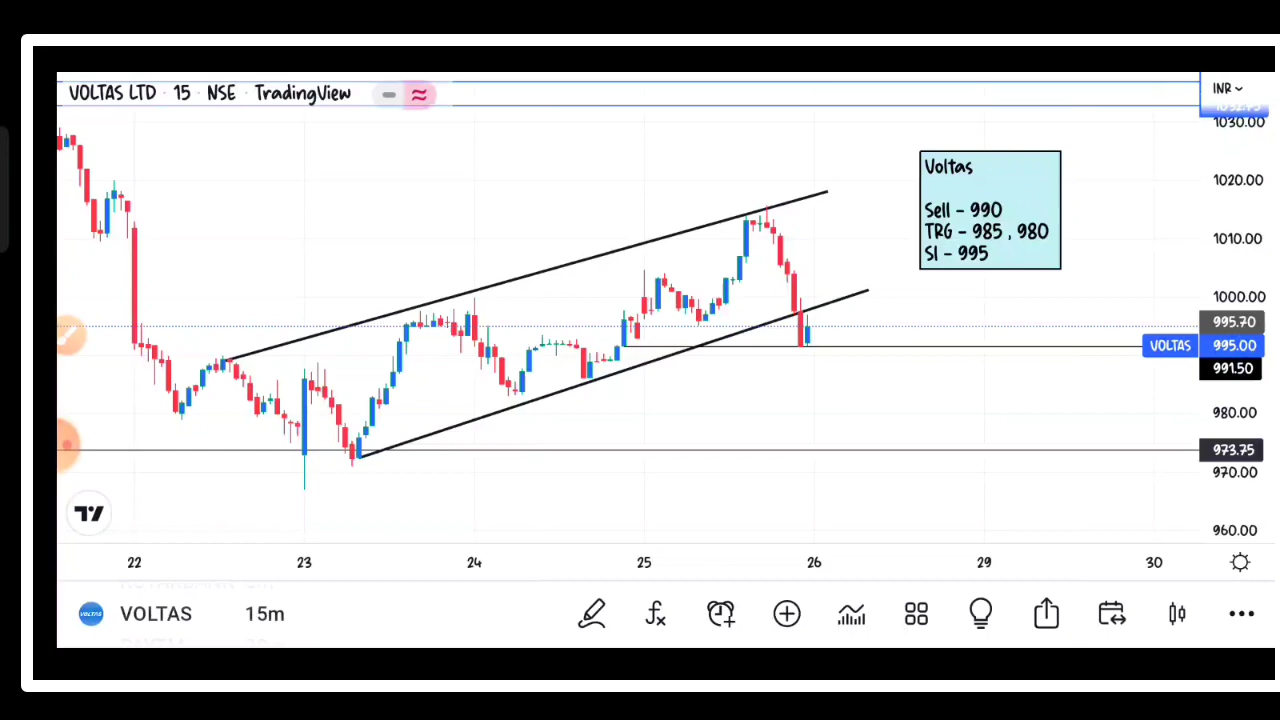 VOLTAS LTD · 15 · NSE · TradingView
INR
1030.00
Voltas
1020.00
Sell - 990
1010.00
TRG - 985 , 980
Sl - 995
1000.00
995.70
VOLTAS 995.00
991.50
980.00
973.75
970.00
960.00
22 23 24 25 26 29 30
VOLTAS 15m